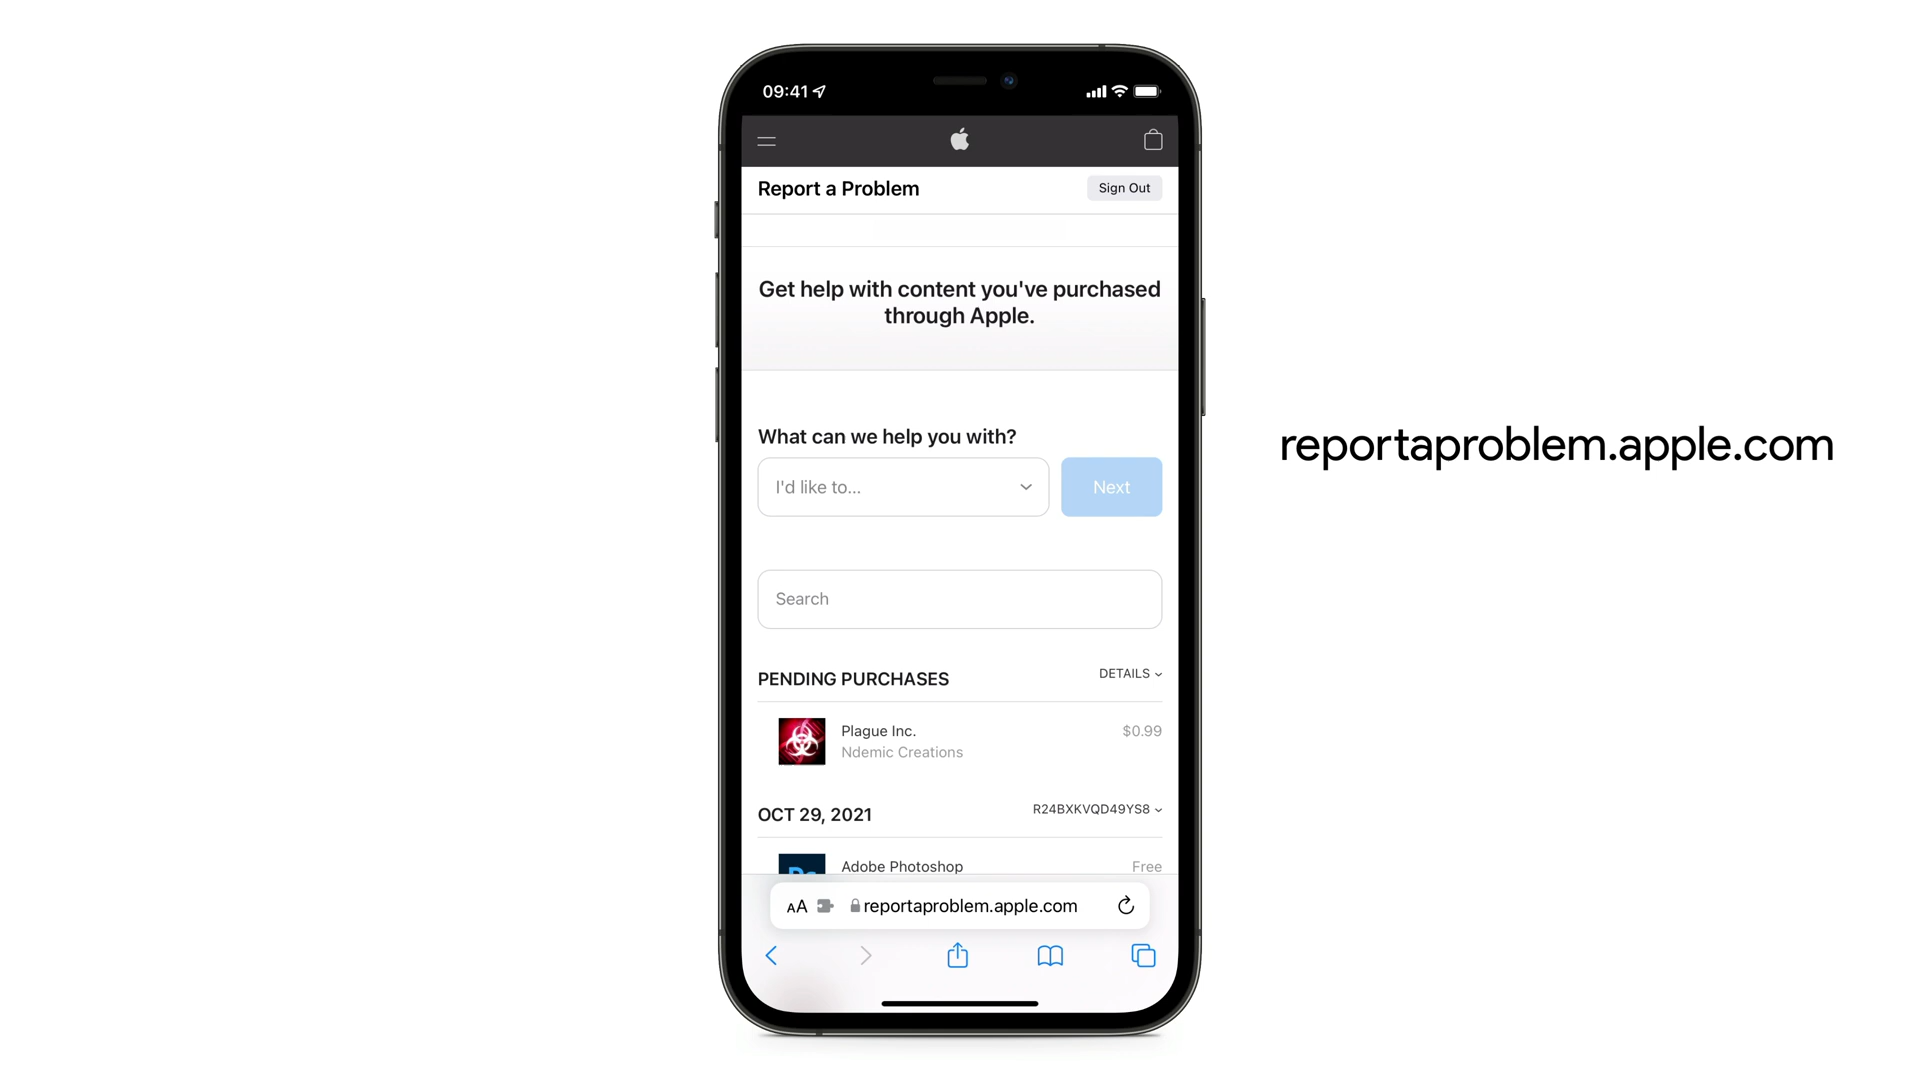 09:41
Report a Problem
Sign Out
Get help with content you've purchased
through Apple.
What can we help you with?
I'd like to...
Next
Search
PENDING PURCHASES
DETAILS
Plague Inc.
$0.99
Ndemic Creations
OCT 29, 2021
R24BXKVQD49YS8
Adobe Photoshop
Free
AA
reportaproblem.apple.com
reportaproblem.apple.com